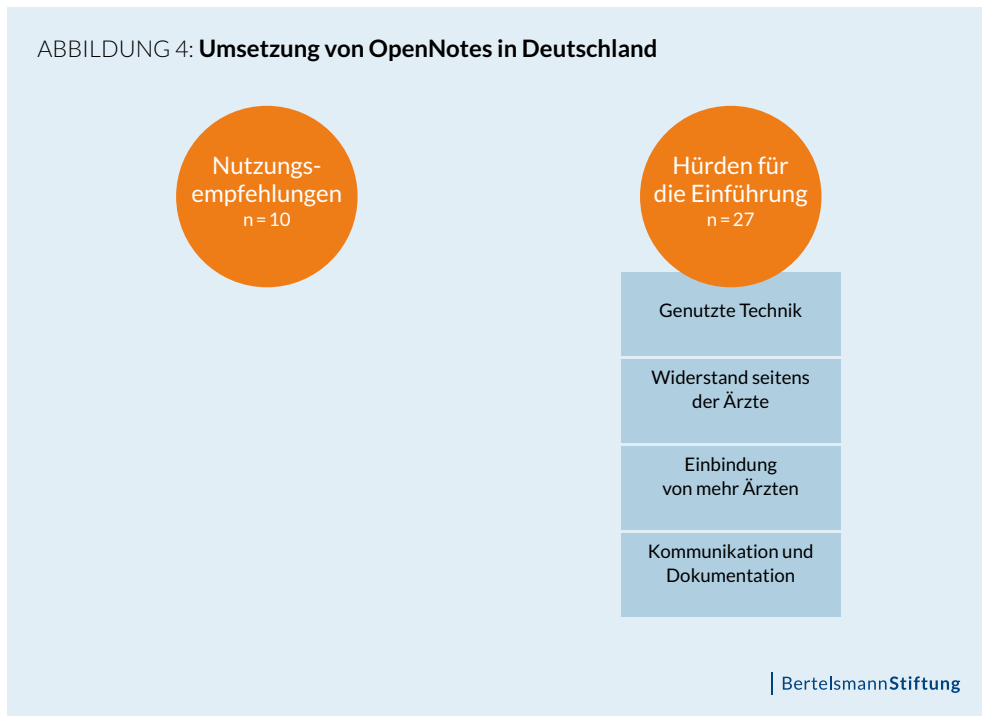 ABBILDUNG 4: Umsetzung von OpenNotes in Deutschland
Nutzungs-
empfehlungen
n = 10
Hürden für
die Einführung
n = 27
Genutzte Technik
Widerstand seitens
der Ärzte
Einbindung
von mehr Ärzten
Kommunikation und
Dokumentation
BertelsmannStiftung